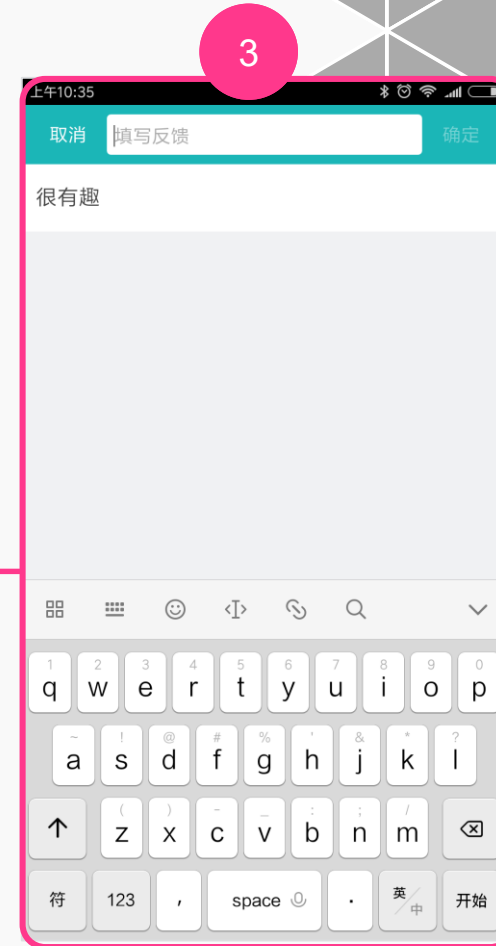 3
上午10:35
取消 填写反馈 确定
很有趣
1 2 3 4 5 6 7 8 9 0
q w e r t y u i o p
~ ! @ # % ' & * ?
a s d f g h j k l
( ) - _ : ; /
z x c v b n m
符 123 , space . 英/中 开始